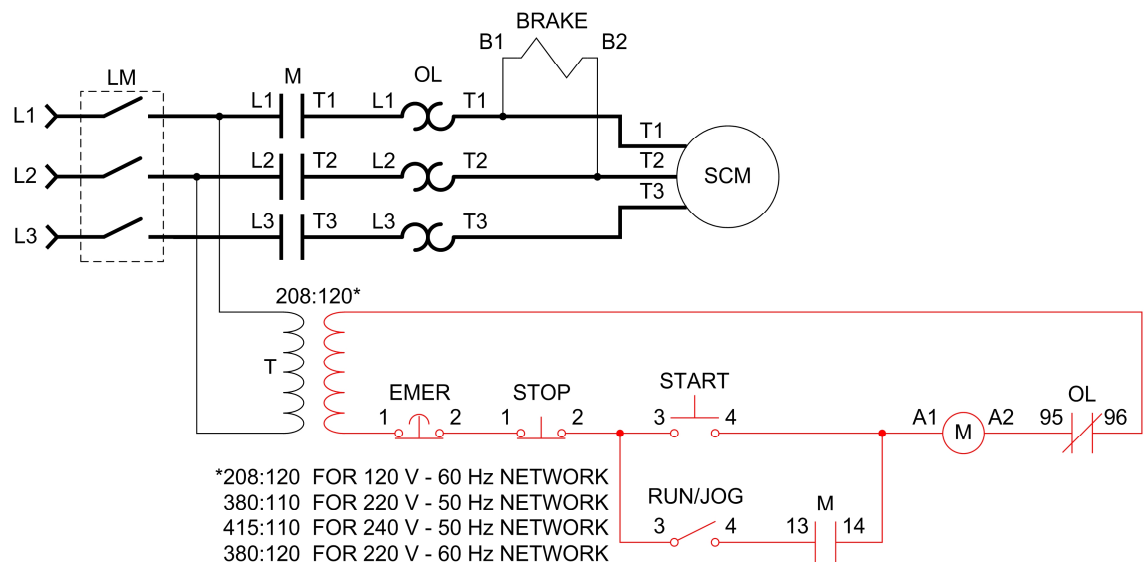 BRAKE
B1 B2
LM M OL
L1 L1 T1 L1 T1 T1
L2 L2 T2 L2 T2 T2 SCM
T3
L3 L3 T3 L3 T3
208:120*
T
EMER STOP START OL
1 2 1 2 3 4 A1 M A2 95 96
*208:120 FOR 120 V - 60 Hz NETWORK
380:110 FOR 220 V - 50 Hz NETWORK
415:110 FOR 240 V - 50 Hz NETWORK
380:120 FOR 220 V - 60 Hz NETWORK
RUN/JOG M
3 4 13 14